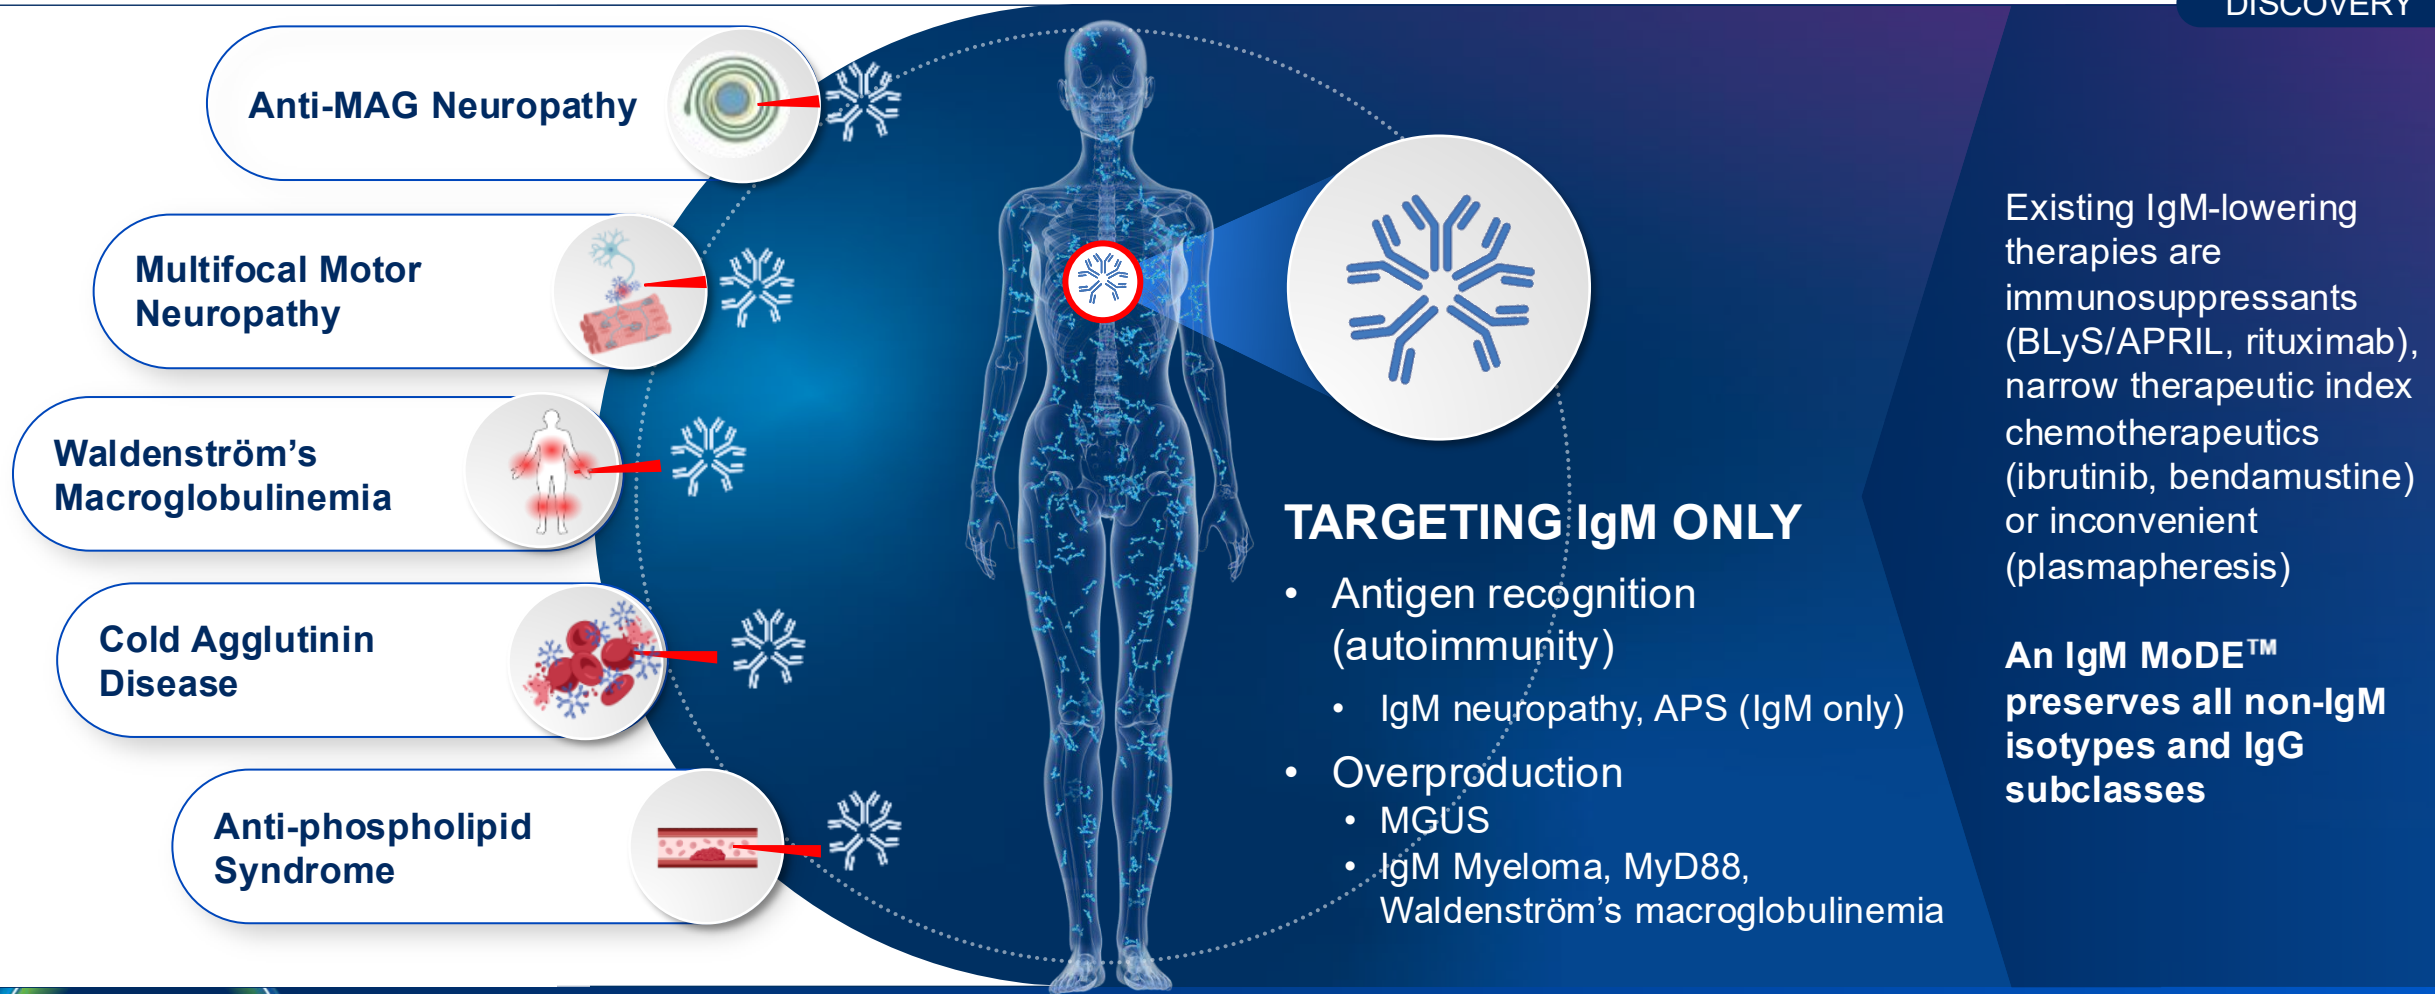 DISCOVERY
Anti-MAG Neuropathy
Multifocal Motor
Neuropathy
Waldenström’s
Macroglobulinemia
Cold Agglutinin
Disease
Anti-phospholipid
Syndrome
TARGETING IgM ONLY
• Antigen recognition
(autoimmunity)
• IgM neuropathy, APS (IgM only)
• Overproduction
• MGUS
• IgM Myeloma, MyD88,
Waldenström’s macroglobulinemia
Existing IgM-lowering
therapies are
immunosuppressants
(BLyS/APRIL, rituximab),
narrow therapeutic index
chemotherapeutics
(ibrutinib, bendamustine)
or inconvenient
(plasmapheresis)
An IgM MoDE™
preserves all non-IgM
isotypes and IgG
subclasses